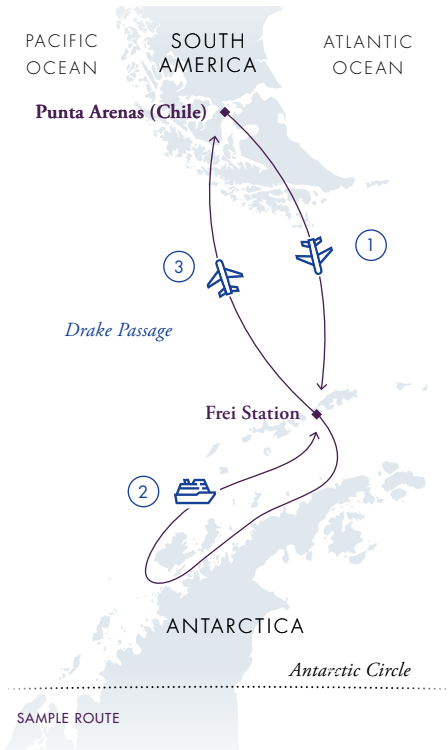 PACIFIC
OCEAN
SOUTH
AMERICA
ATLANTIC
OCEAN
Punta Arenas (Chile)
1
3
Drake Passage
Frei Station
2
ANTARCTICA
Antarctic Circle
SAMPLE ROUTE